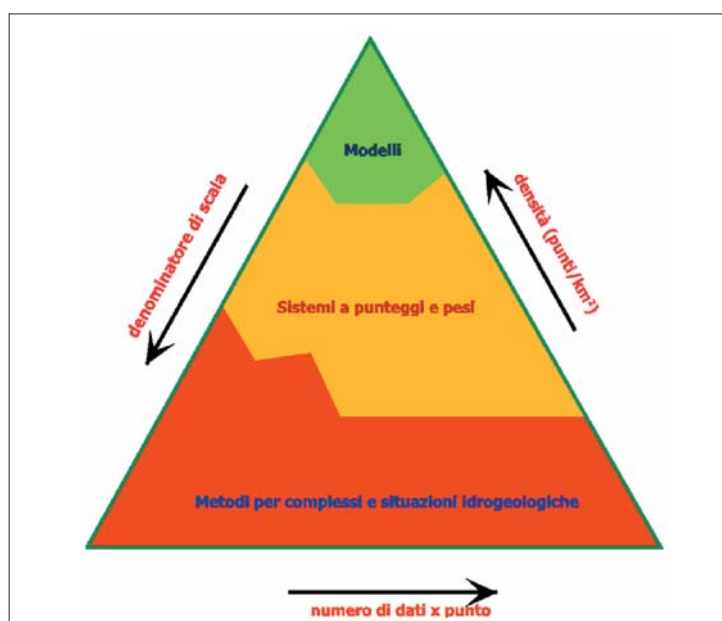 Modelli
denominatore di scala
densità (punti/km²)
Sistemi a punteggi e pesi
Metodi per complessi e situazioni idrogeologiche
numero di dati x punto